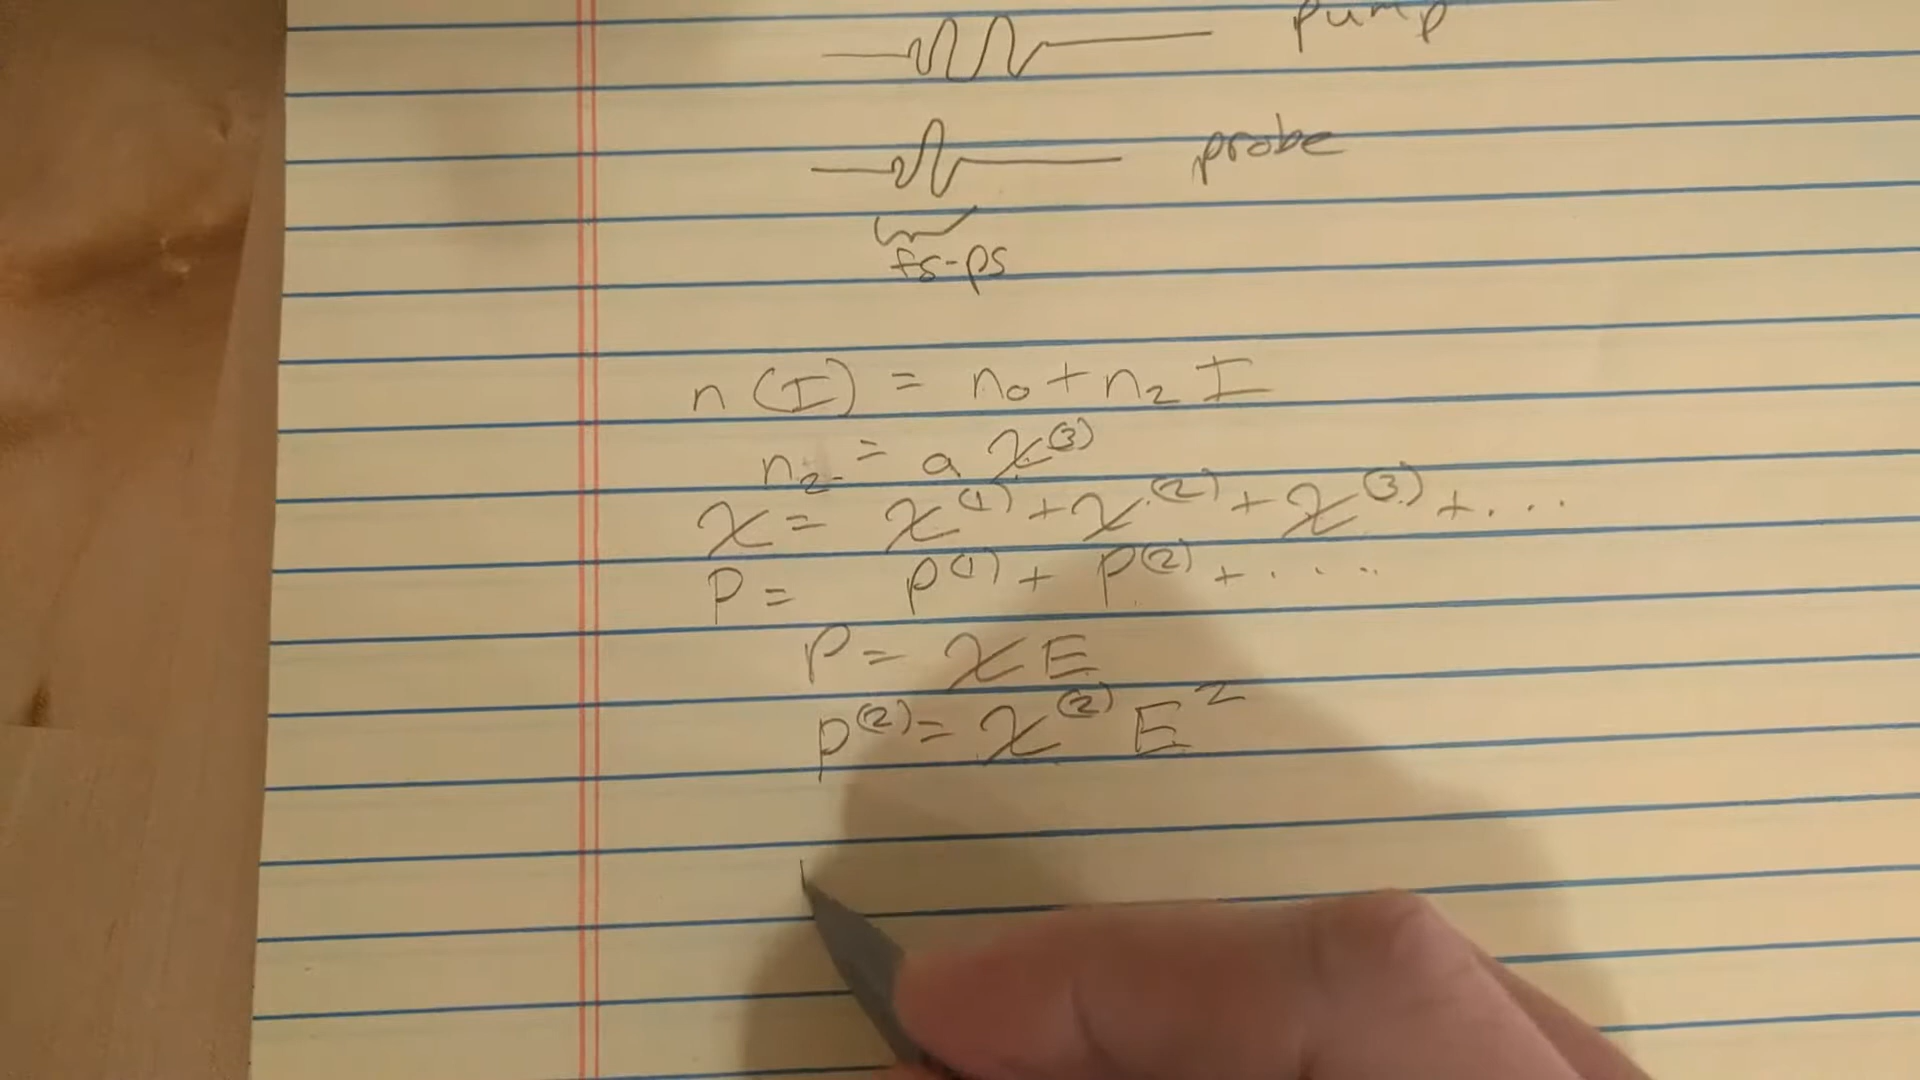 pump
probe
fs-ps
n(I) = n₀ + n₂ I
n₂ = a χ⁽³⁾
χ = χ⁽¹⁾ + χ⁽²⁾ + χ⁽³⁾ + . . .
P = P⁽¹⁾ + P⁽²⁾ + . . . .
P = χ E
P⁽²⁾ = χ⁽²⁾ E²